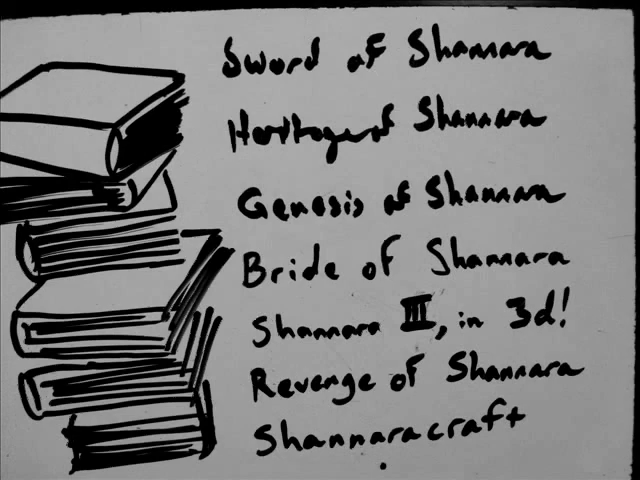 Sword of Shannara
Heritage of Shannara
Genesis of Shannara
Bride of Shannara
Shannara III, in 3d!
Revenge of Shannara
Shannaracraft